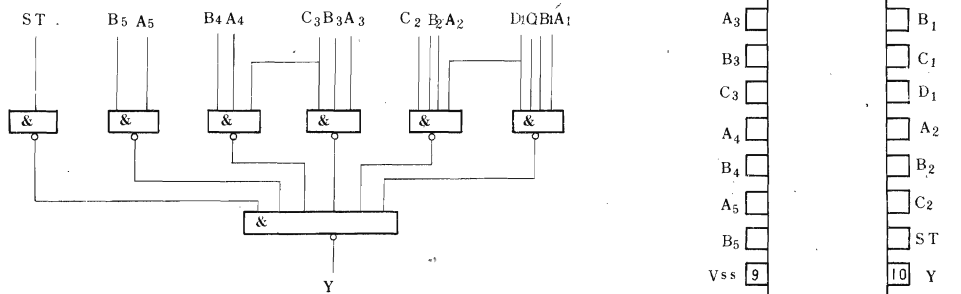 ST B5 A5 B4 A4 C3 B3 A3 C2 B2 A2 D1 C1 B1 A1
& & & & & &
&
Y
A3 B1
B3 C1
C3 D1
A4 A2
B4 B2
A5 C2
B5 ST
Vss 9 10 Y